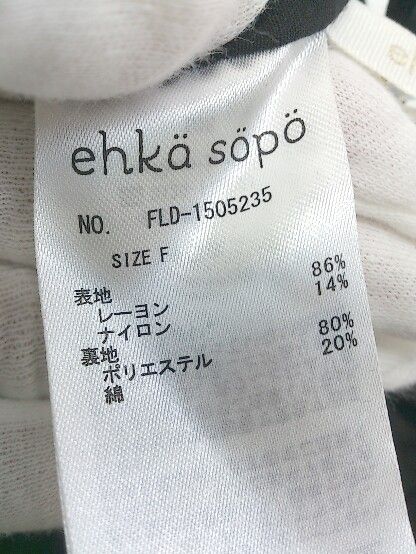 ehkä söpö
NO. FLD-1505235
SIZE F
表地
レーヨン 86%
ナイロン 14%
裏地
ポリエステル 80%
綿 20%